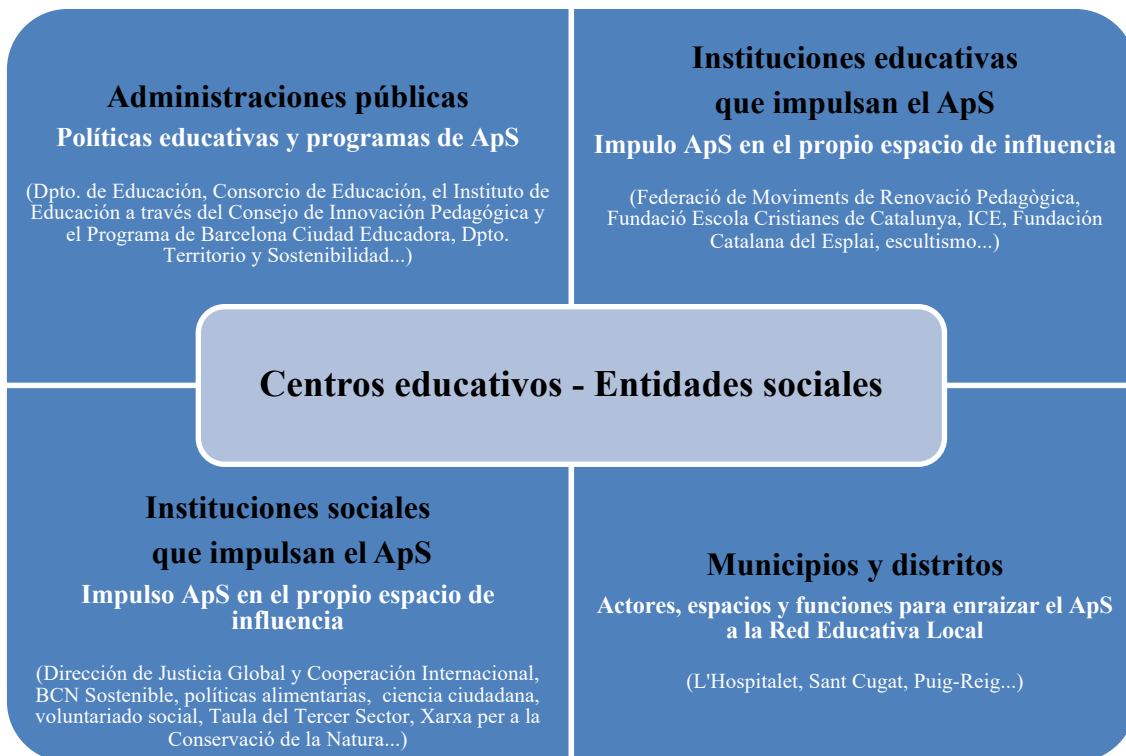 Administraciones públicas
Políticas educativas y programas de ApS
(Dpto. de Educación, Consorcio de Educación, el Instituto de
Educación a través del Consejo de Innovación Pedagógica y
el Programa de Barcelona Ciudad Educadora, Dpto.
Territorio y Sostenibilidad...)
Instituciones educativas
que impulsan el ApS
Impulo ApS en el propio espacio de influencia
(Federació de Moviments de Renovació Pedagògica,
Fundació Escola Cristianes de Catalunya, ICE, Fundación
Catalana del Esplai, escultismo...)
Centros educativos - Entidades sociales
Instituciones sociales
que impulsan el ApS
Impulso ApS en el propio espacio de
influencia
(Dirección de Justicia Global y Cooperación Internacional,
BCN Sostenible, políticas alimentarias, ciencia ciudadana,
voluntariado social, Taula del Tercer Sector, Xarxa per a la
Conservació de la Natura...)
Municipios y distritos
Actores, espacios y funciones para enraizar el ApS
a la Red Educativa Local
(L'Hospitalet, Sant Cugat, Puig-Reig...)